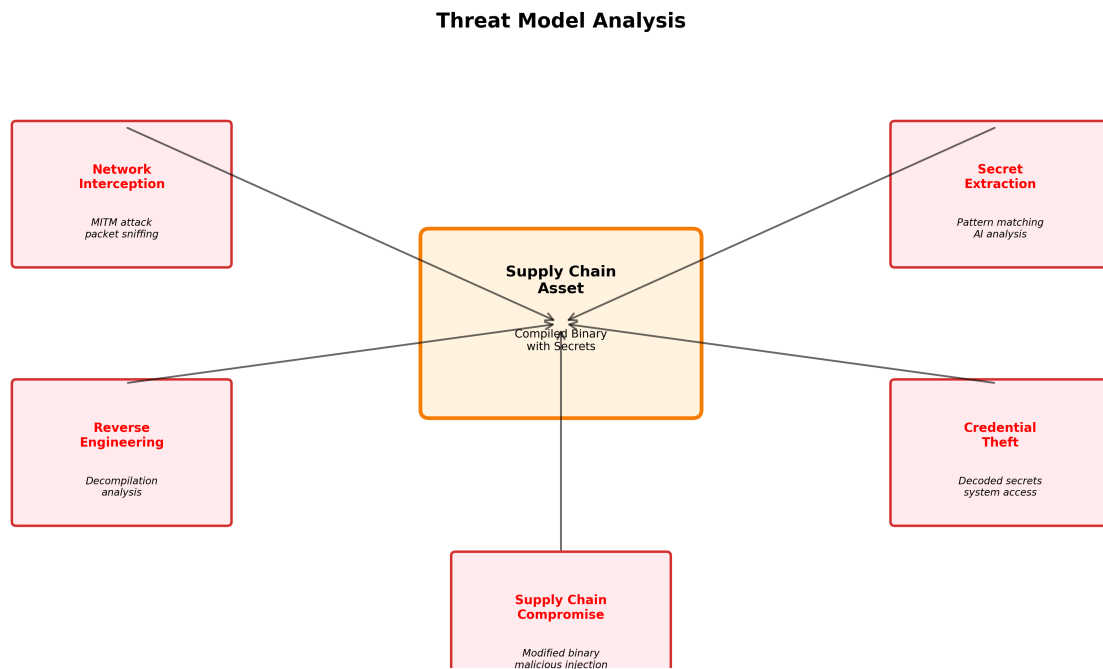 Threat Model Analysis
Network
Interception
MITM attack
packet sniffing
Secret
Extraction
Pattern matching
AI analysis
Supply Chain
Asset
Compiled Binary
with Secrets
Reverse
Engineering
Decompilation
analysis
Credential
Theft
Decoded secrets
system access
Supply Chain
Compromise
Modified binary
malicious injection